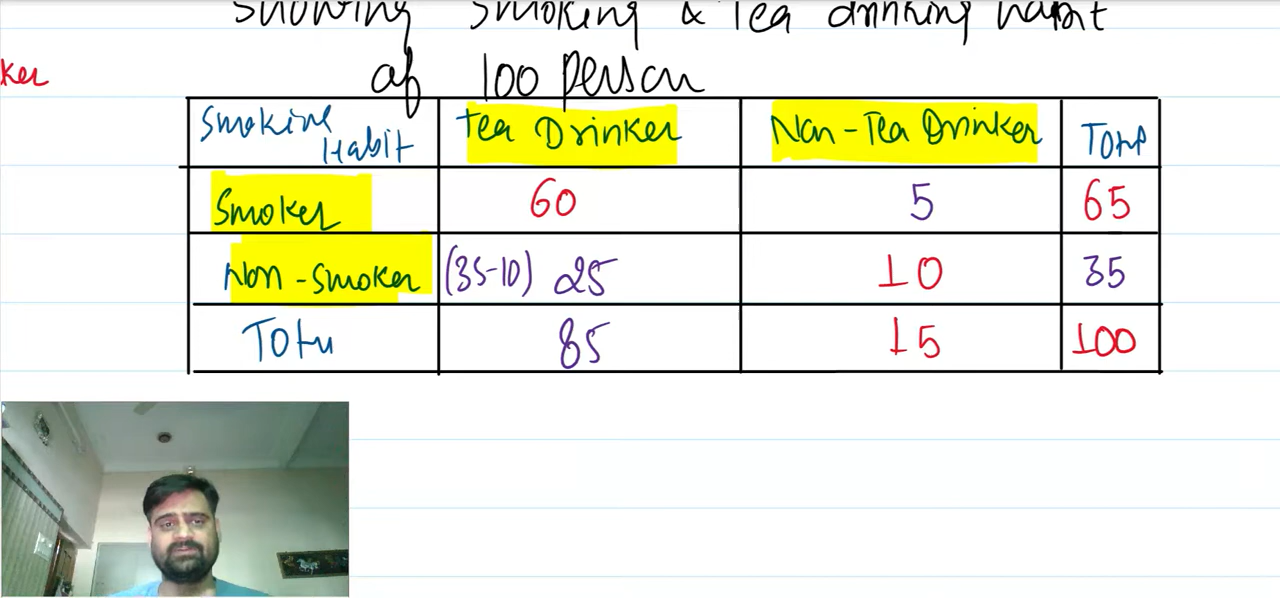 Showing Smoking & Tea drinking habit
ker
of 100 person
Smoking Habit Tea Drinker Non-Tea Drinker Total
Smoker 60 5 65
Non-Smoker (35-10) 25 10 35
Total 85 15 100